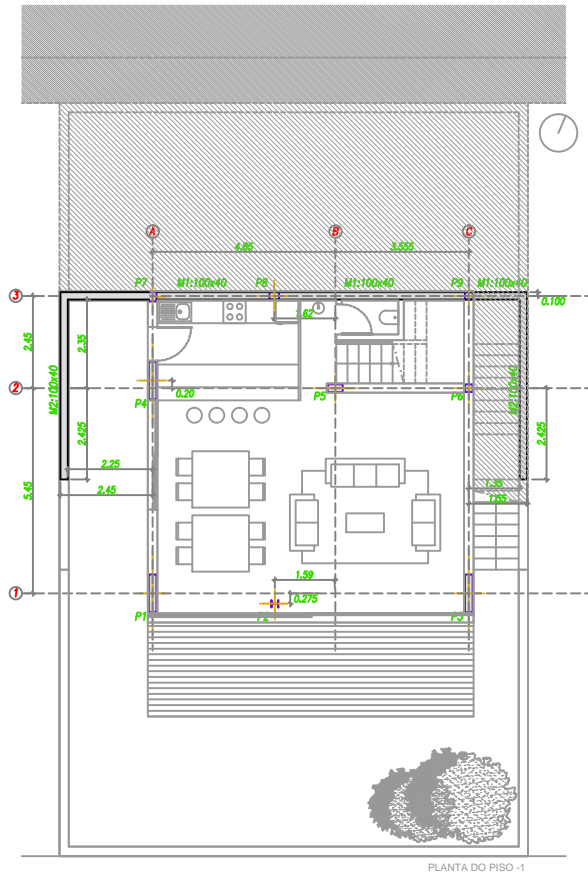 A B C
4.85 3.555
P7 M1:100x40 P8 M1:100x40 P9 M1:100x40
3
0.100
1.62
2.45 2.35
M2:100x40 M2:100x40
2
P4 0.20 P5 P6
2.425 2.425
2.25 1.35
2.45 1.65
5.45
1.59
1
0.275
P1 P2 P3
PLANTA DO PISO -1